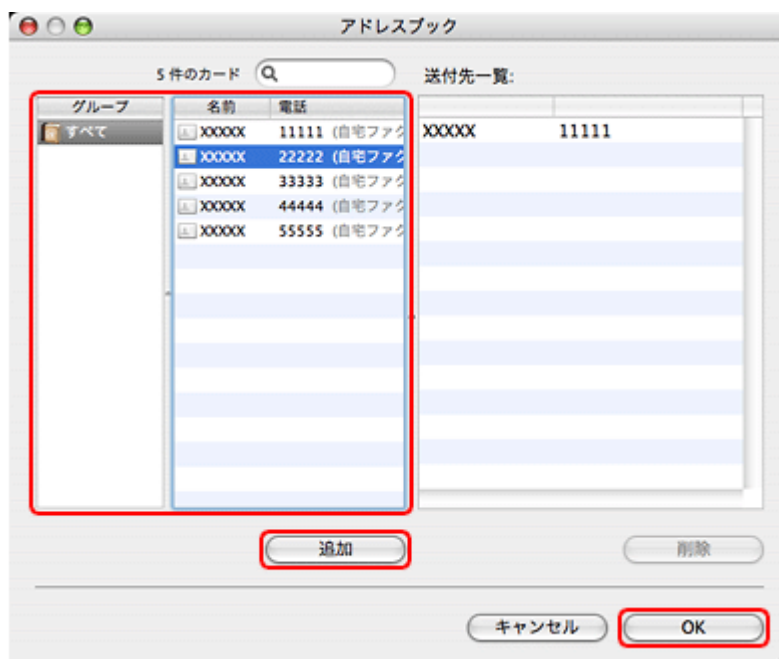 アドレスブック
5 件のカード
送付先一覧:
グループ 名前 電話
すべて
XXXXX 11111 (自宅ファク
XXXXX 22222 (自宅ファク
XXXXX 33333 (自宅ファク
XXXXX 44444 (自宅ファク
XXXXX 55555 (自宅ファク
XXXXX 11111
追加
削除
キャンセル
OK